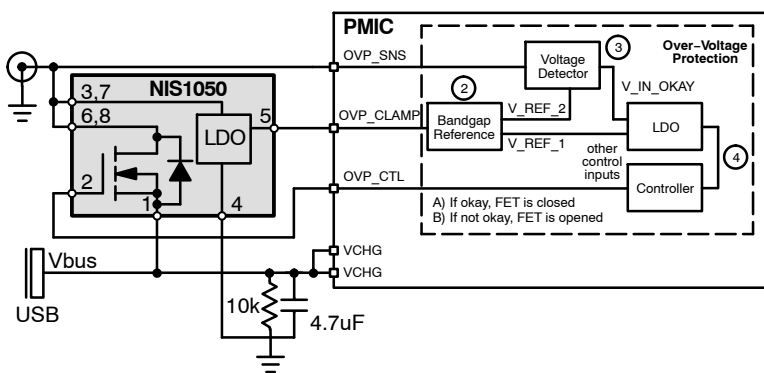 PMIC
OVP_SNS
Voltage
Detector
3
Over–Voltage
Protection
NIS1050
3,7
6,8
2
V_IN_OKAY
5
OVP_CLAMP
Bandgap
Reference
V_REF_2
LDO
LDO
V_REF_1
other
control
inputs
4
2
OVP_CTL
Controller
1
4
A) If okay, FET is closed
B) If not okay, FET is opened
VCHG
Vbus
VCHG
USB
10k
4.7uF